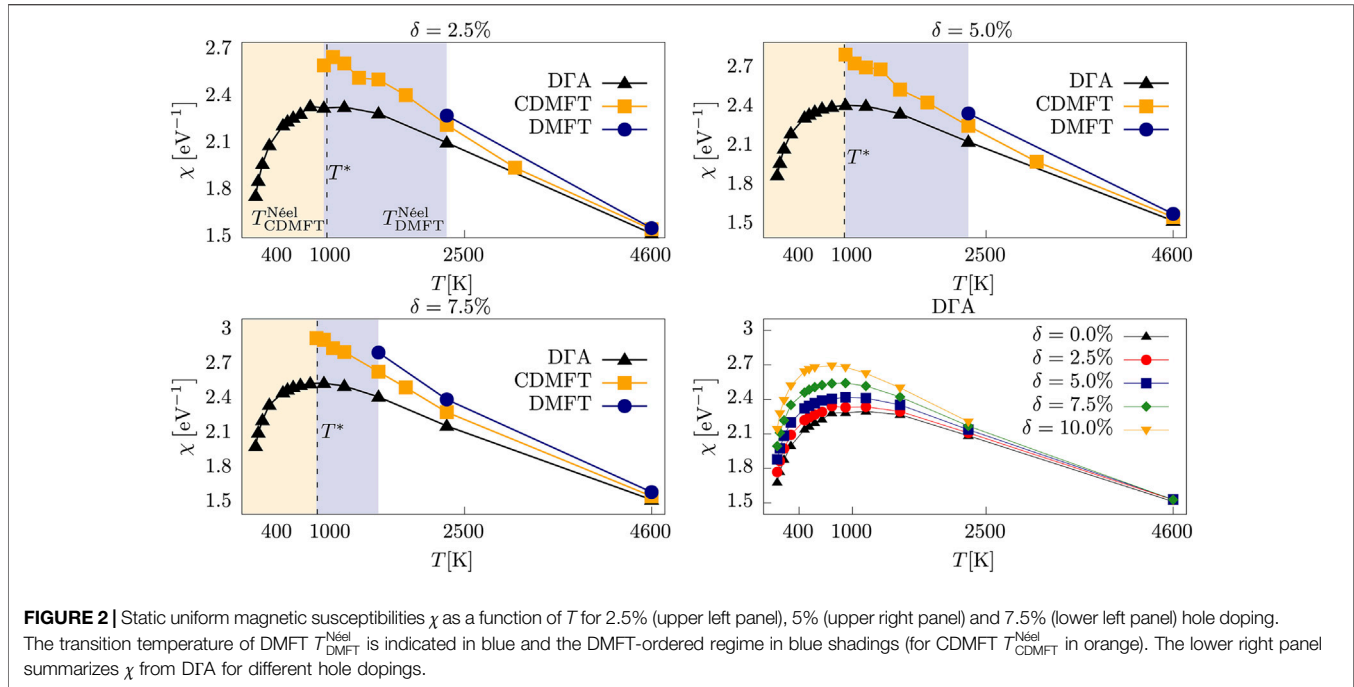 δ = 2.5%
χ [eV⁻¹]
2.7
2.4
2.1
1.8
1.5
DΓA
CDMFT
DMFT
T*
T^Néel_CDMFT
T^Néel_DMFT
400 1000 2500 4600
T[K]
δ = 5.0%
χ [eV⁻¹]
2.7
2.4
2.1
1.8
1.5
DΓA
CDMFT
DMFT
T*
400 1000 2500 4600
T[K]
δ = 7.5%
χ [eV⁻¹]
3
2.7
2.4
2.1
1.8
1.5
DΓA
CDMFT
DMFT
T*
400 1000 2500 4600
T[K]
DΓA
χ [eV⁻¹]
3
2.7
2.4
2.1
1.8
1.5
δ = 0.0%
δ = 2.5%
δ = 5.0%
δ = 7.5%
δ = 10.0%
400 1000 2500 4600
T[K]
FIGURE 2 | Static uniform magnetic susceptibilities χ as a function of T for 2.5% (upper left panel), 5% (upper right panel) and 7.5% (lower left panel) hole doping.
The transition temperature of DMFT T^Néel_DMFT is indicated in blue and the DMFT-ordered regime in blue shadings (for CDMFT T^Néel_CDMFT in orange). The lower right panel
summarizes χ from DΓA for different hole dopings.